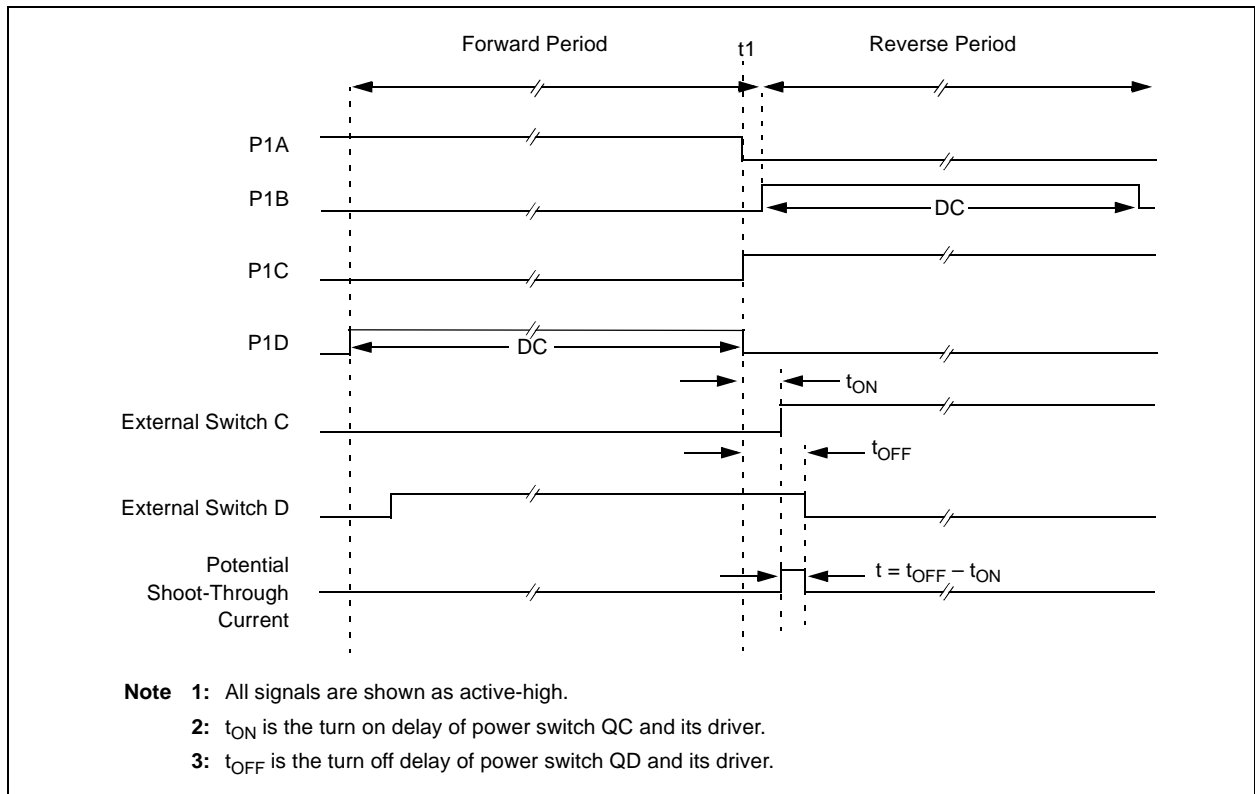 Forward Period
t1
Reverse Period
P1A
P1B
DC
P1C
P1D
DC
tON
External Switch C
tOFF
External Switch D
Potential
Shoot-Through
Current
t = tOFF – tON
Note 1: All signals are shown as active-high.
2: tON is the turn on delay of power switch QC and its driver.
3: tOFF is the turn off delay of power switch QD and its driver.